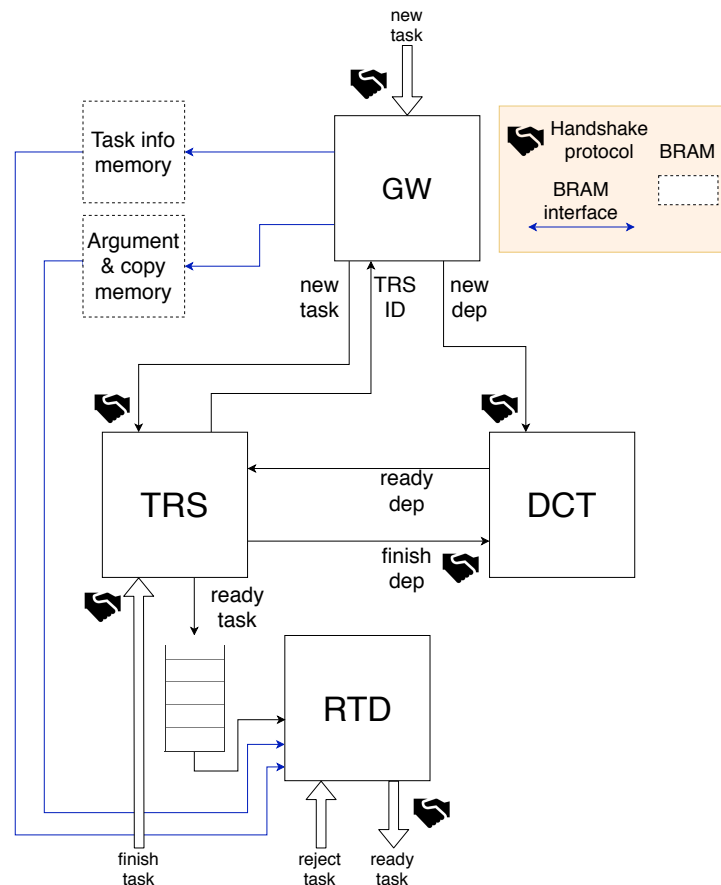 new
task
Task info
memory
GW
Handshake
protocol
BRAM
BRAM
interface
Argument
& copy
memory
new
task
TRS
ID
new
dep
TRS
ready
dep
DCT
finish
dep
ready
task
RTD
finish
task
reject
task
ready
task